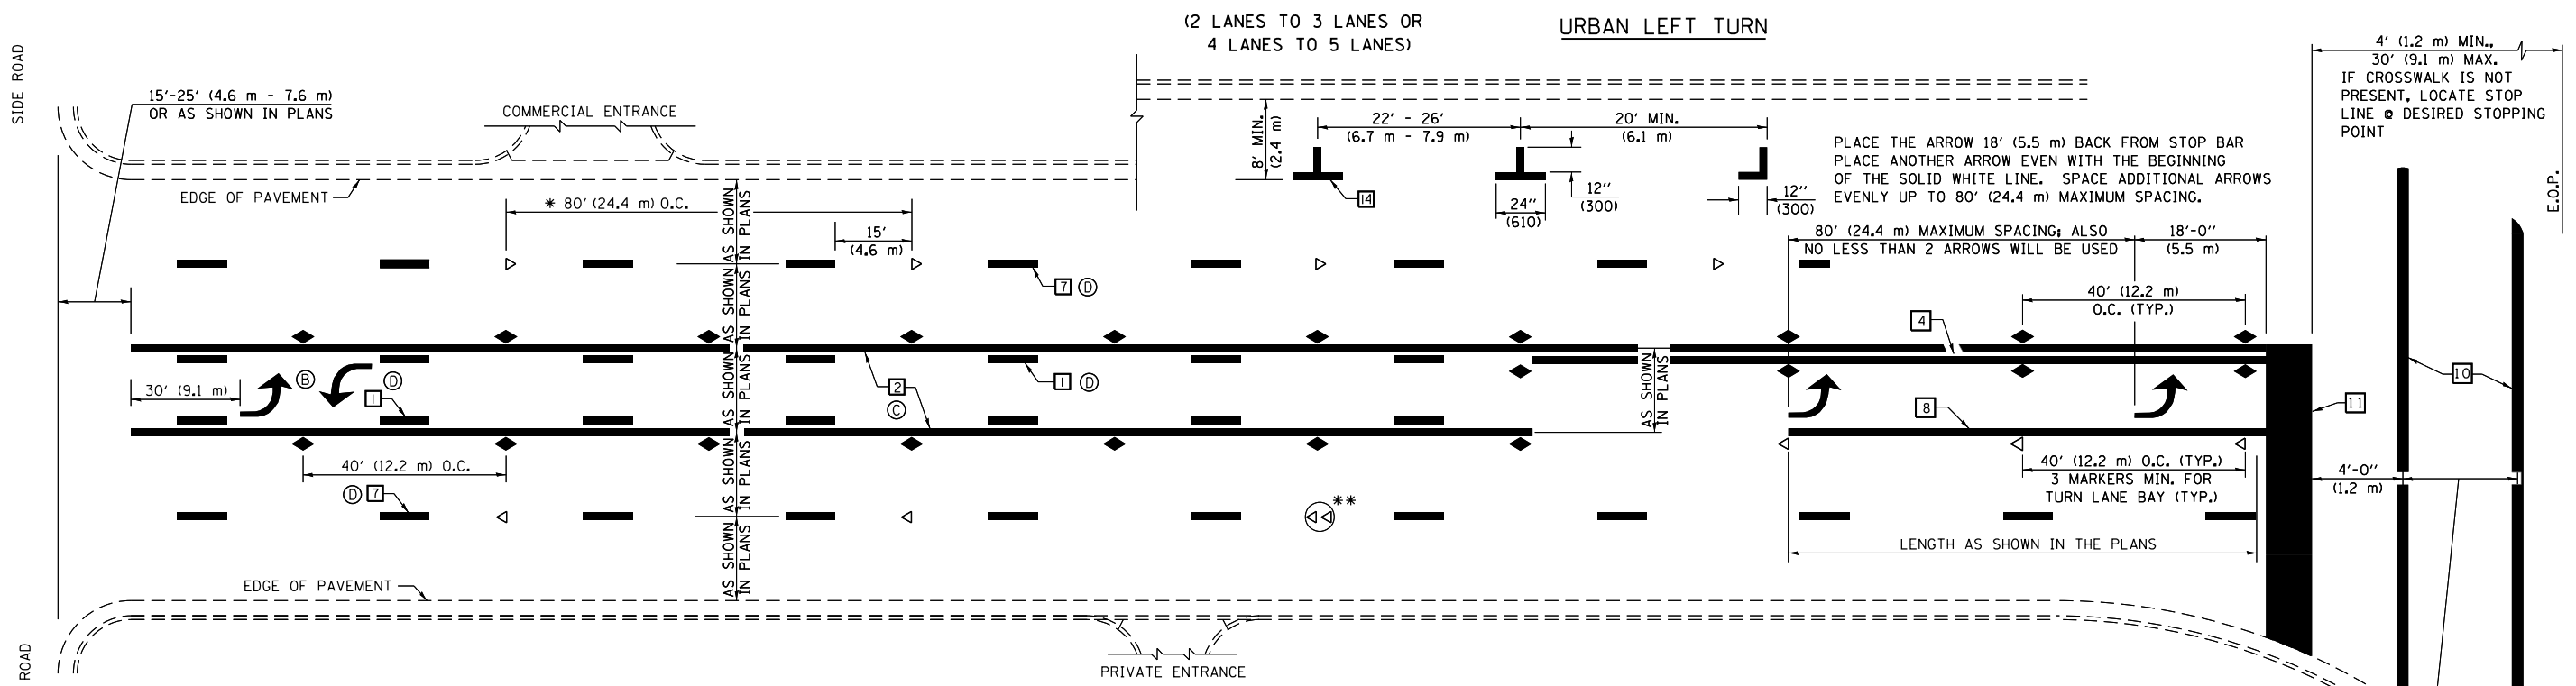 (2 LANES TO 3 LANES OR
4 LANES TO 5 LANES)
URBAN LEFT TURN
SIDE ROAD
15'-25' (4.6 m - 7.6 m)
OR AS SHOWN IN PLANS
COMMERCIAL ENTRANCE
EDGE OF PAVEMENT
* 80' (24.4 m) O.C.
15'
(4.6 m)
8' MIN.
(2.4 m)
22' - 26'
(6.7 m - 7.9 m)
20' MIN.
(6.1 m)
14
24"
(610)
12"
(300)
12"
(300)
PLACE THE ARROW 18' (5.5 m) BACK FROM STOP BAR
PLACE ANOTHER ARROW EVEN WITH THE BEGINNING
OF THE SOLID WHITE LINE. SPACE ADDITIONAL ARROWS
EVENLY UP TO 80' (24.4 m) MAXIMUM SPACING.
4' (1.2 m) MIN.,
30' (9.1 m) MAX.
IF CROSSWALK IS NOT
PRESENT, LOCATE STOP
LINE @ DESIRED STOPPING
POINT
E.O.P.
80' (24.4 m) MAXIMUM SPACING; ALSO
NO LESS THAN 2 ARROWS WILL BE USED
18'-0"
(5.5 m)
AS SHOWN
IN PLANS
7 D
40' (12.2 m)
O.C. (TYP.)
4
AS SHOWN
IN PLANS
30' (9.1 m)
B
D
1
1 D
2
C
AS SHOWN
IN PLANS
AS SHOWN
IN PLANS
8
10
11
40' (12.2 m) O.C.
D 7
AS SHOWN
IN PLANS
**
40' (12.2 m) O.C. (TYP.)
3 MARKERS MIN. FOR
TURN LANE BAY (TYP.)
4'-0"
(1.2 m)
AS SHOWN
IN PLANS
LENGTH AS SHOWN IN THE PLANS
EDGE OF PAVEMENT
PRIVATE ENTRANCE
ROAD